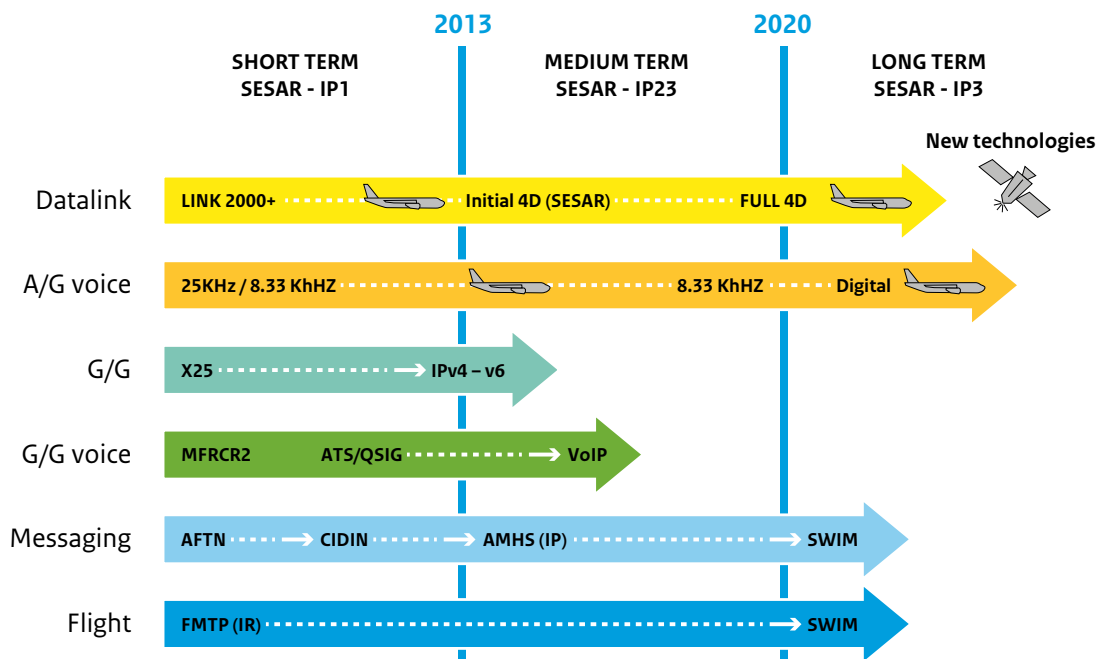 2013
2020
SHORT TERM
SESAR - IP1
MEDIUM TERM
SESAR - IP23
LONG TERM
SESAR - IP3
New technologies
Datalink
LINK 2000+
Initial 4D (SESAR)
FULL 4D
A/G voice
25KHz / 8.33 KhHZ
8.33 KhHZ
Digital
G/G
X25
IPv4 – v6
G/G voice
MFRCR2
ATS/QSIG
VoIP
Messaging
AFTN
CIDIN
AMHS (IP)
SWIM
Flight
FMTP (IR)
SWIM